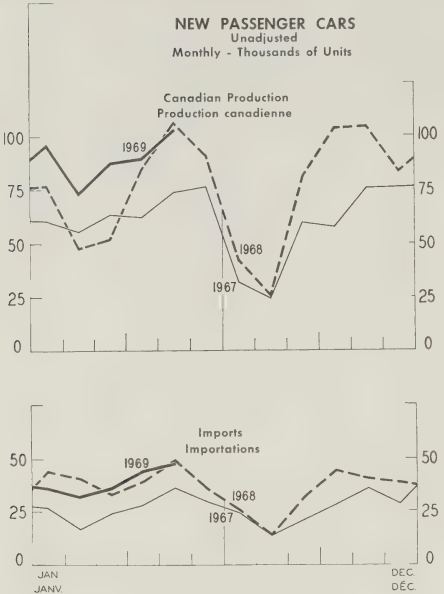 NEW PASSENGER CARS
Unadjusted
Monthly - Thousands of Units
Canadian Production
Production canadienne
1969
100
100
75
75
50
50
1968
1967
25
25
0
0
Imports
Importations
1969
50
50
1968
1967
25
25
0
0
JAN
JANV.
DEC.
DÉC.